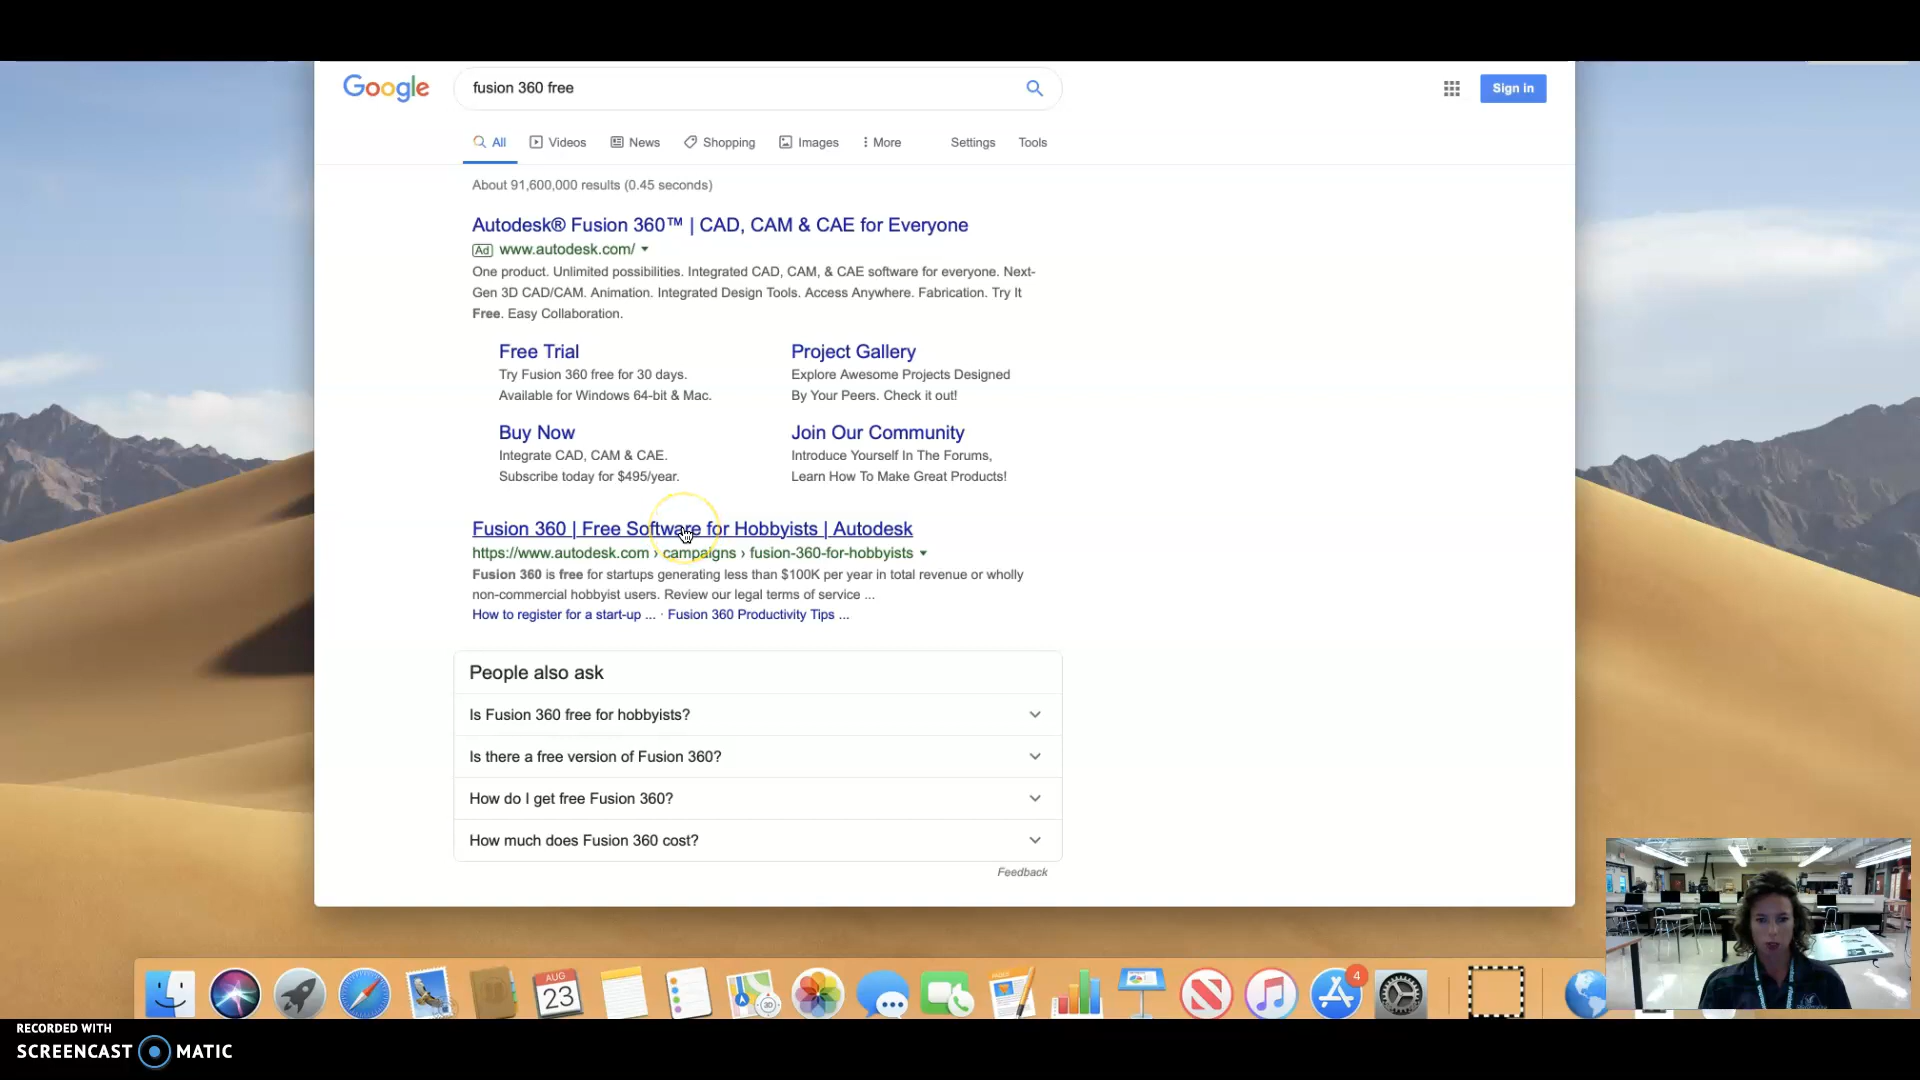 Google
fusion 360 free
Sign in
All
Videos
News
Shopping
Images
More
Settings
Tools
About 91,600,000 results (0.45 seconds)
Autodesk® Fusion 360™ | CAD, CAM & CAE for Everyone
Ad www.autodesk.com/
One product. Unlimited possibilities. Integrated CAD, CAM, & CAE software for everyone. Next-
Gen 3D CAD/CAM. Animation. Integrated Design Tools. Access Anywhere. Fabrication. Try It
Free. Easy Collaboration.
Free Trial
Try Fusion 360 free for 30 days.
Available for Windows 64-bit & Mac.
Project Gallery
Explore Awesome Projects Designed
By Your Peers. Check it out!
Buy Now
Integrate CAD, CAM & CAE.
Subscribe today for $495/year.
Join Our Community
Introduce Yourself In The Forums,
Learn How To Make Great Products!
Fusion 360 | Free Software for Hobbyists | Autodesk
https://www.autodesk.com › campaigns › fusion-360-for-hobbyists
Fusion 360 is free for startups generating less than $100K per year in total revenue or wholly
non-commercial hobbyist users. Review our legal terms of service ...
How to register for a start-up ... · Fusion 360 Productivity Tips ...
People also ask
Is Fusion 360 free for hobbyists?
Is there a free version of Fusion 360?
How do I get free Fusion 360?
How much does Fusion 360 cost?
Feedback
AUG
23
3D
PAGES
4
RECORDED WITH
SCREENCAST MATIC